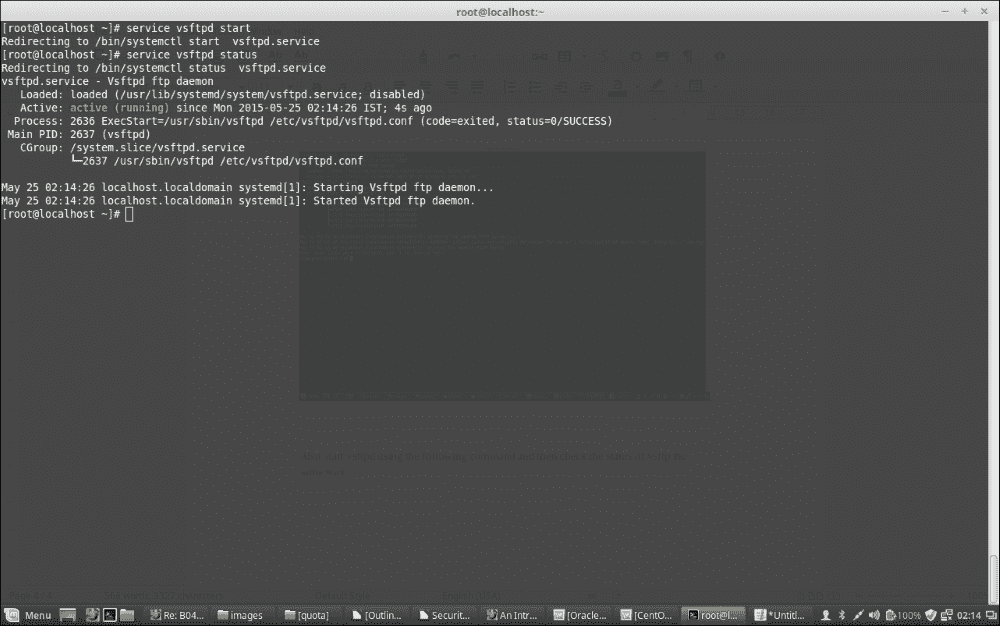 root@localhost:~
[root@localhost ~]# service vsftpd start
Redirecting to /bin/systemctl start  vsftpd.service
[root@localhost ~]# service vsftpd status
Redirecting to /bin/systemctl status  vsftpd.service
vsftpd.service - Vsftpd ftp daemon
   Loaded: loaded (/usr/lib/systemd/system/vsftpd.service; disabled)
   Active: active (running) since Mon 2015-05-25 02:14:26 IST; 4s ago
  Process: 2636 ExecStart=/usr/sbin/vsftpd /etc/vsftpd/vsftpd.conf (code=exited, status=0/SUCCESS)
 Main PID: 2637 (vsftpd)
   CGroup: /system.slice/vsftpd.service
           └─2637 /usr/sbin/vsftpd /etc/vsftpd/vsftpd.conf
May 25 02:14:26 localhost.localdomain systemd[1]: Starting Vsftpd ftp daemon...
May 25 02:14:26 localhost.localdomain systemd[1]: Started Vsftpd ftp daemon.
[root@localhost ~]#
Menu Re: B04... images [quota] [Outlin... Securit... An Intr... [Oracle... [CentO... root@l... *Untitl... 100% 02:14